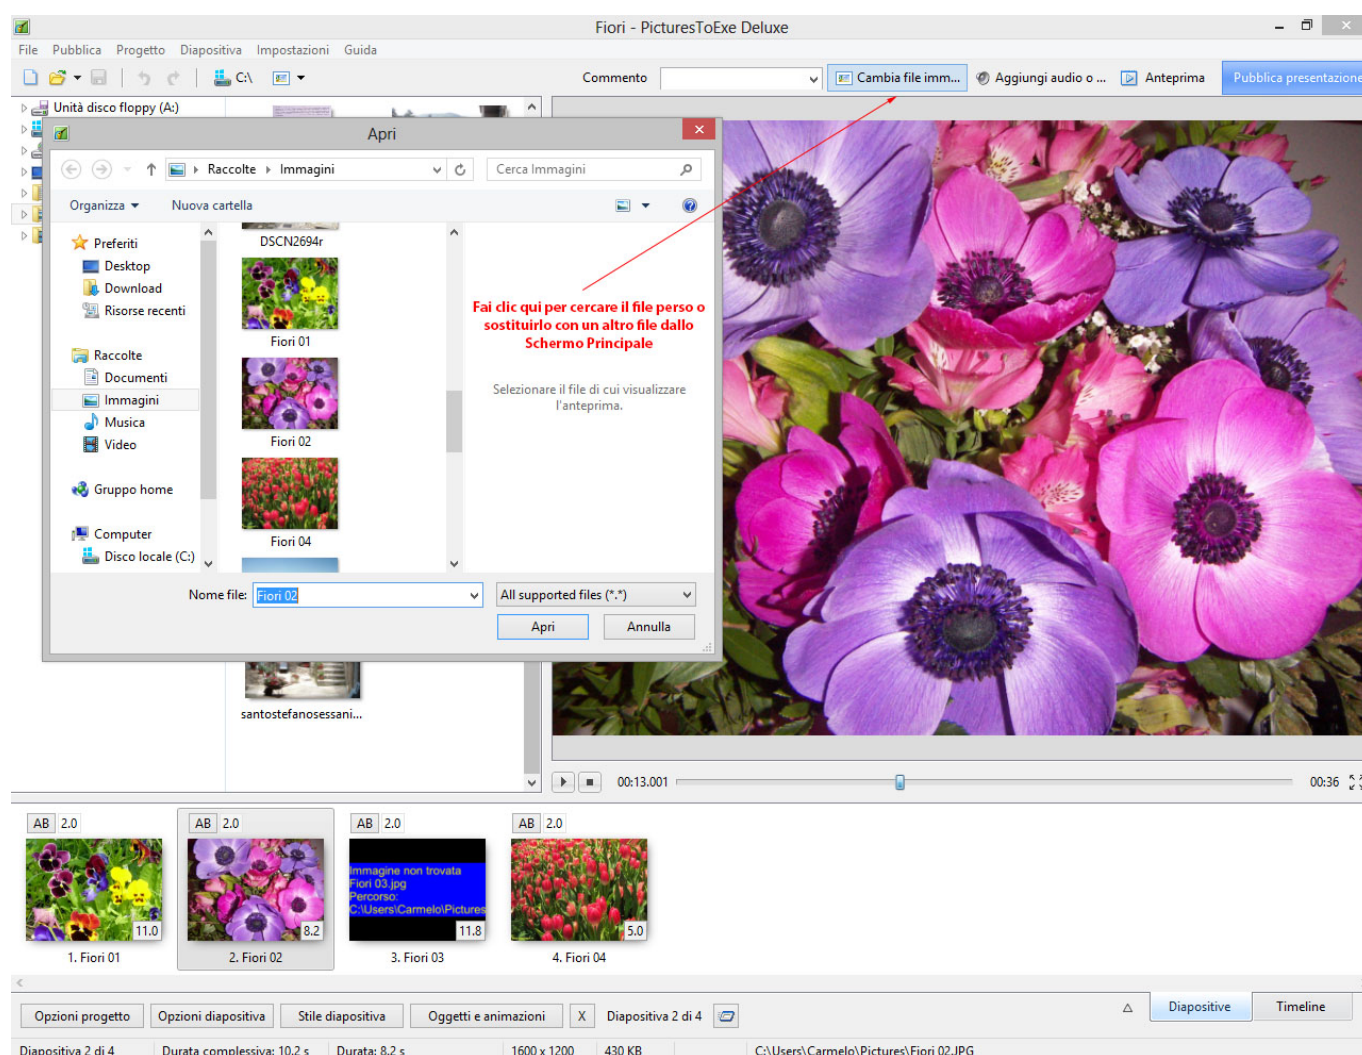 Fiori - PicturesToExe Deluxe
File Pubblica Progetto Diapositiva Impostazioni Guida
C:\ Commento Cambia file imm... Aggiungi audio o ... Anteprima Pubblica presentazione
Unità disco floppy (A:)
Apri
Raccolte Immagini Cerca Immagini
Organizza Nuova cartella
Preferiti
Desktop
Download
Risorse recenti
Raccolte
Documenti
Immagini
Musica
Video
Gruppo home
Computer
Disco locale (C:)
DSCN2694r
Fiori 01
Fiori 02
Fiori 04
Fai clic qui per cercare il file perso o
sostituirlo con un altro file dallo
Schermo Principale
Selezionare il file di cui visualizzare
l'anteprima.
Nome file: Fiori 02 All supported files (*.*)
Apri Annulla
santostefanosessani...
00:13.001 00:36
AB 2.0 AB 2.0 AB 2.0 AB 2.0
Immagine non trovata
Fiori 03.jpg
Percorso:
C:\Users\Carmelo\Pictures
11.0 8.2 11.8 5.0
1. Fiori 01 2. Fiori 02 3. Fiori 03 4. Fiori 04
Opzioni progetto Opzioni diapositiva Stile diapositiva Oggetti e animazioni X Diapositiva 2 di 4 Diapositive Timeline
Diapositiva 2 di 4 Durata complessiva: 10.2 s Durata: 8.2 s 1600 x 1200 430 KB C:\Users\Carmelo\Pictures\Fiori 02.JPG